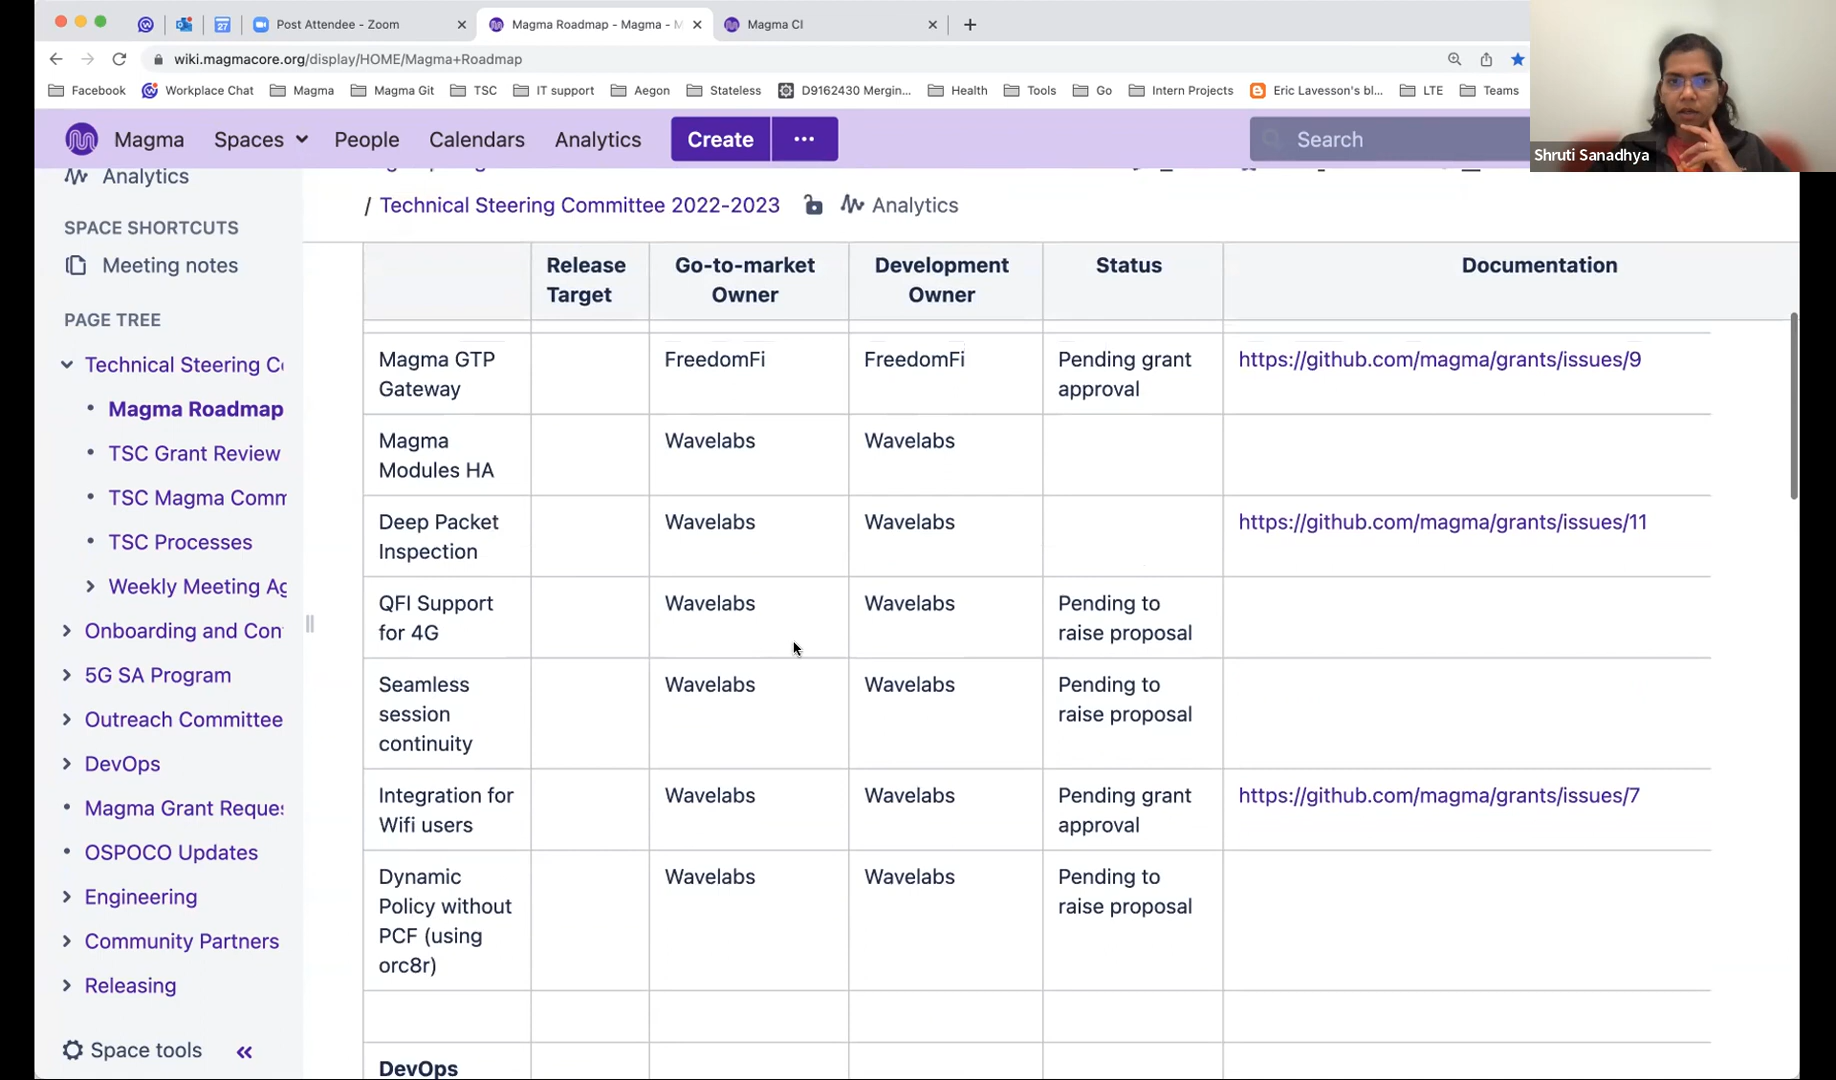 Post Attendee - Zoom
Magma Roadmap - Magma - M
Magma CI
wiki.magmacore.org/display/HOME/Magma+Roadmap
Facebook
Workplace Chat
Magma
Magma Git
TSC
IT support
Aegon
Stateless
D9162430 Mergin...
Health
Tools
Go
Intern Projects
Eric Lavesson's bl...
LTE
Teams
Shruti Sanadhya
Magma
Spaces
People
Calendars
Analytics
Create
Search
Analytics
SPACE SHORTCUTS
Meeting notes
PAGE TREE
Technical Steering Co
Magma Roadmap
TSC Grant Review
TSC Magma Comm
TSC Processes
Weekly Meeting Ag
Onboarding and Con
5G SA Program
Outreach Committee
DevOps
Magma Grant Reques
OSPOCO Updates
Engineering
Community Partners
Releasing
Space tools
/ Technical Steering Committee 2022-2023
Analytics
Release
Target
Go-to-market
Owner
Development
Owner
Status
Documentation
Magma GTP
Gateway
FreedomFi
FreedomFi
Pending grant
approval
https://github.com/magma/grants/issues/9
Magma
Modules HA
Wavelabs
Wavelabs
Deep Packet
Inspection
Wavelabs
Wavelabs
https://github.com/magma/grants/issues/11
QFI Support
for 4G
Wavelabs
Wavelabs
Pending to
raise proposal
Seamless
session
continuity
Wavelabs
Wavelabs
Pending to
raise proposal
Integration for
Wifi users
Wavelabs
Wavelabs
Pending grant
approval
https://github.com/magma/grants/issues/7
Dynamic
Policy without
PCF (using
orc8r)
Wavelabs
Wavelabs
Pending to
raise proposal
DevOps